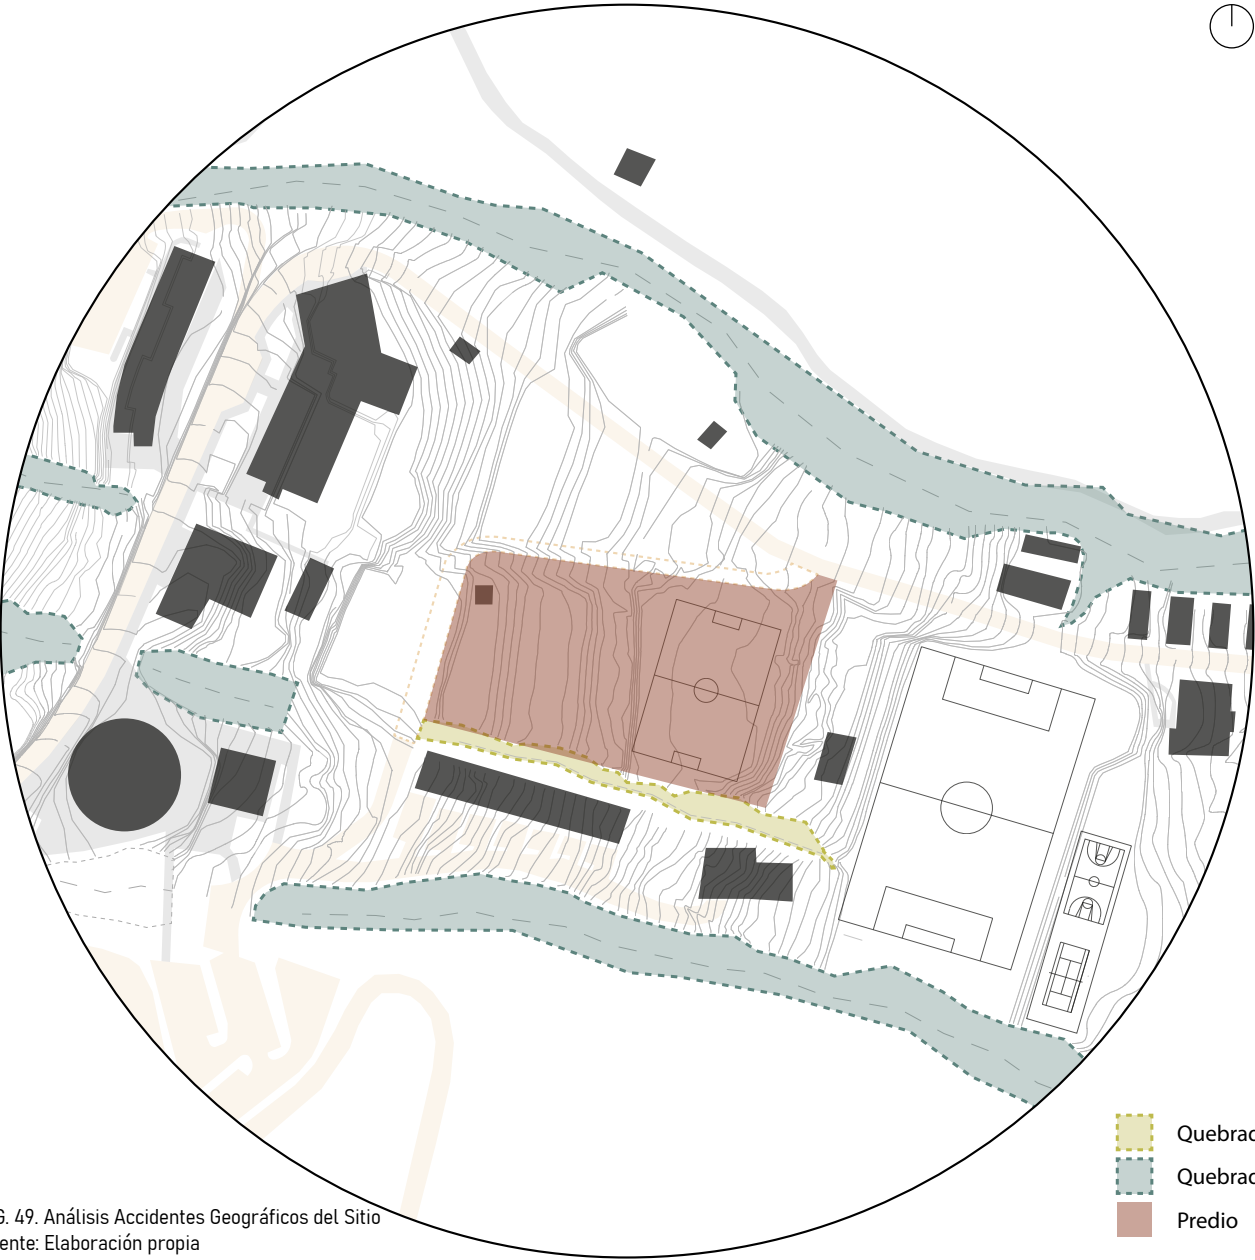 Quebrad
Quebrad
Predio
G. 49. Análisis Accidentes Geográficos del Sitio
ente: Elaboración propia